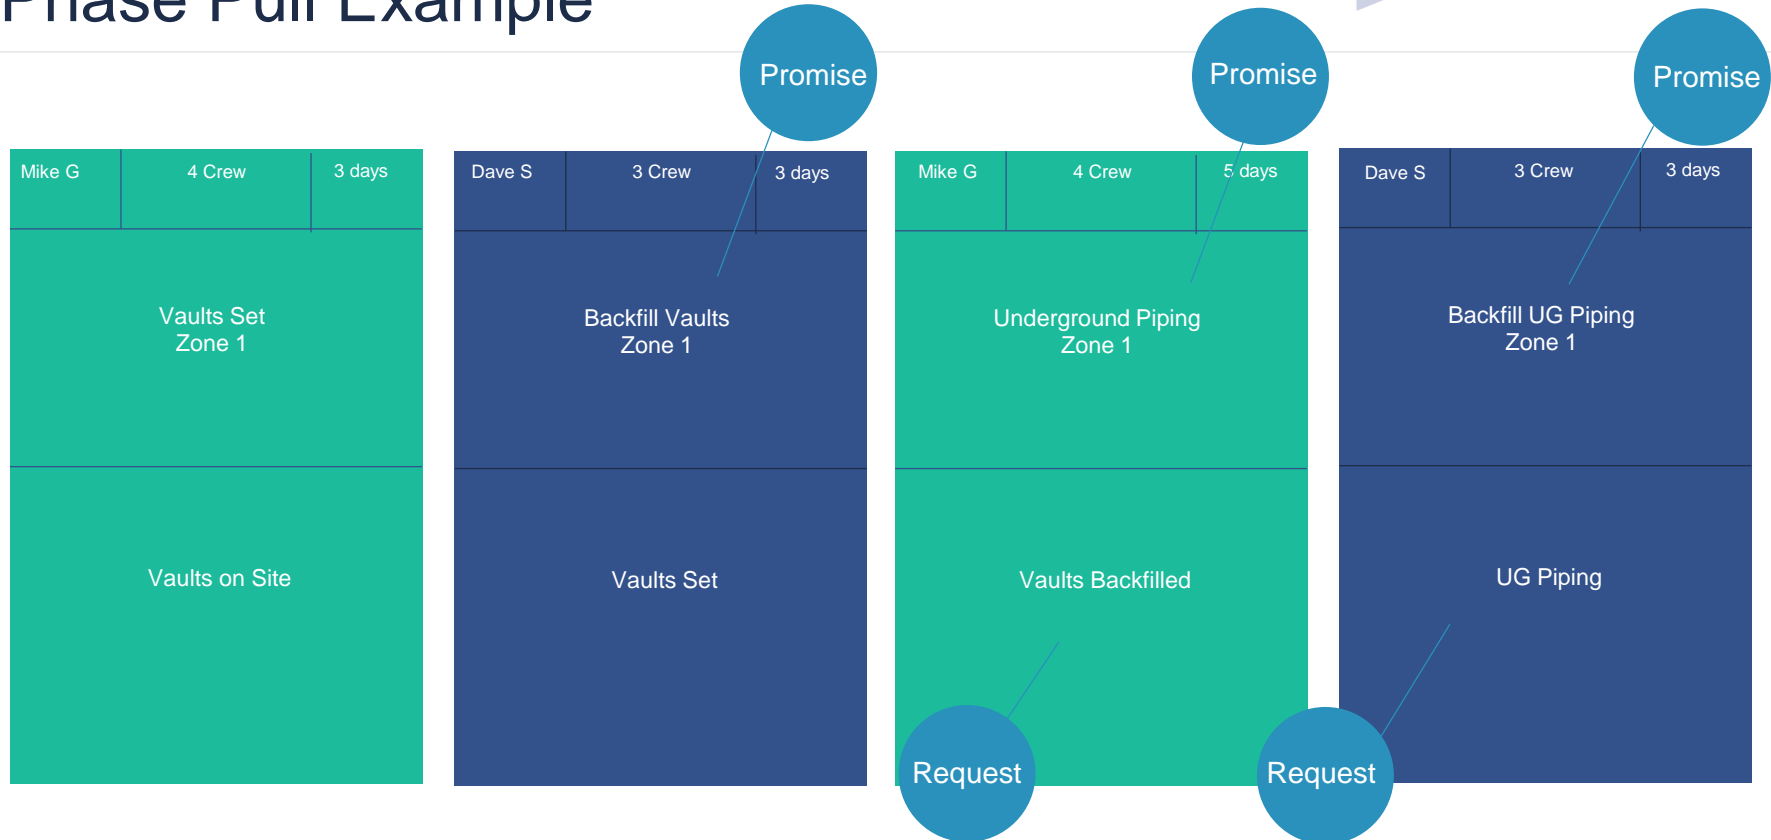 Phase Pull Example
Promise
Promise
Promise
Mike G
4 Crew
3 days
Vaults Set
Zone 1
Vaults on Site
Dave S
3 Crew
3 days
Backfill Vaults
Zone 1
Vaults Set
Mike G
4 Crew
5 days
Underground Piping
Zone 1
Vaults Backfilled
Dave S
3 Crew
3 days
Backfill UG Piping
Zone 1
UG Piping
Request
Request